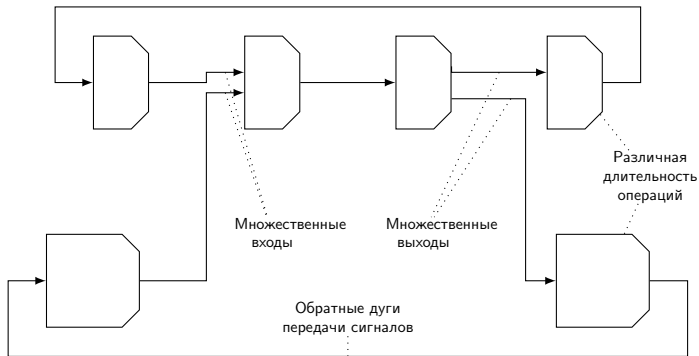 Различная
длительность
операций
Множественные
входы
Множественные
выходы
Обратные дуги
передачи сигналов